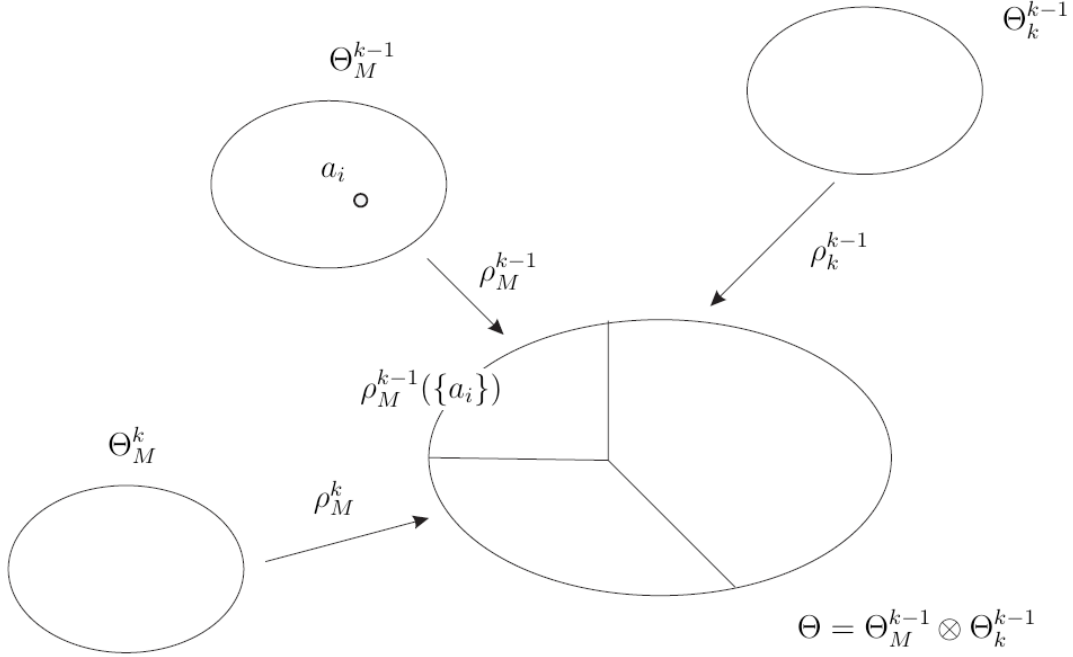 Θ_k^{k−1}
Θ_M^{k−1}
a_i
ρ_k^{k−1}
ρ_M^{k−1}
ρ_M^{k−1}({a_i})
Θ_M^k
ρ_M^k
Θ = Θ_M^{k−1} ⊗ Θ_k^{k−1}